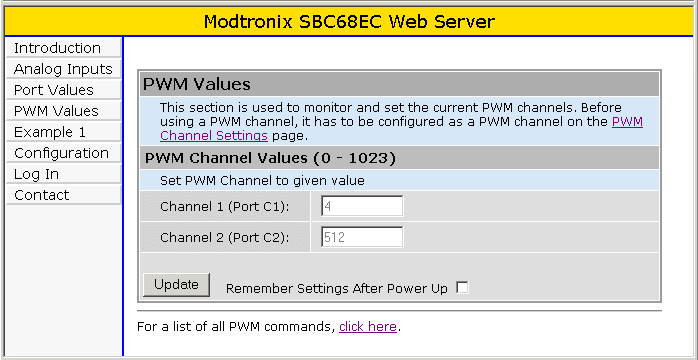 Modtronix SBC68EC Web Server
Introduction
Analog Inputs
Port Values
PWM Values
Example 1
Configuration
Log In
Contact
PWM Values
This section is used to monitor and set the current PWM channels. Before
using a PWM channel, it has to be configured as a PWM channel on the PWM
Channel Settings page.
PWM Channel Values (0 - 1023)
Set PWM Channel to given value
Channel 1 (Port C1): 4
Channel 2 (Port C2): 512
Update Remember Settings After Power Up
For a list of all PWM commands, click here.